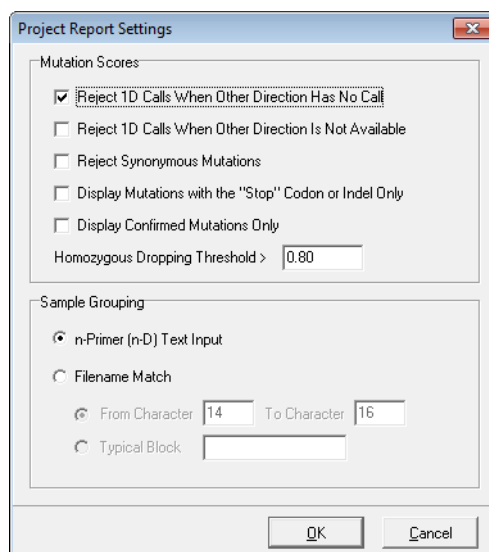 Project Report Settings
Mutation Scores
Reject 1D Calls When Other Direction Has No Call
Reject 1D Calls When Other Direction Is Not Available
Reject Synonymous Mutations
Display Mutations with the "Stop" Codon or Indel Only
Display Confirmed Mutations Only
Homozygous Dropping Threshold > 0.80
Sample Grouping
n-Primer (n-D) Text Input
Filename Match
From Character 14 To Character 16
Typical Block
OK Cancel